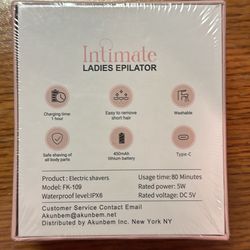 Intimate
LADIES EPILATOR
Charging time:
1 hour
Easy to remove
short hair
Washable
Safe shaving of
all body parts
450mAh
lithium battery
Type-C
Product : Electric shavers
Model: FK-109
Waterproof level:IPX6
Usage time: 80 Minutes
Rated power: 5W
Rated voltage: DC 5V
Customer Service Contact Email
Akunbem@akunbem.net
Distributed by Akunbem Inc. New York NY